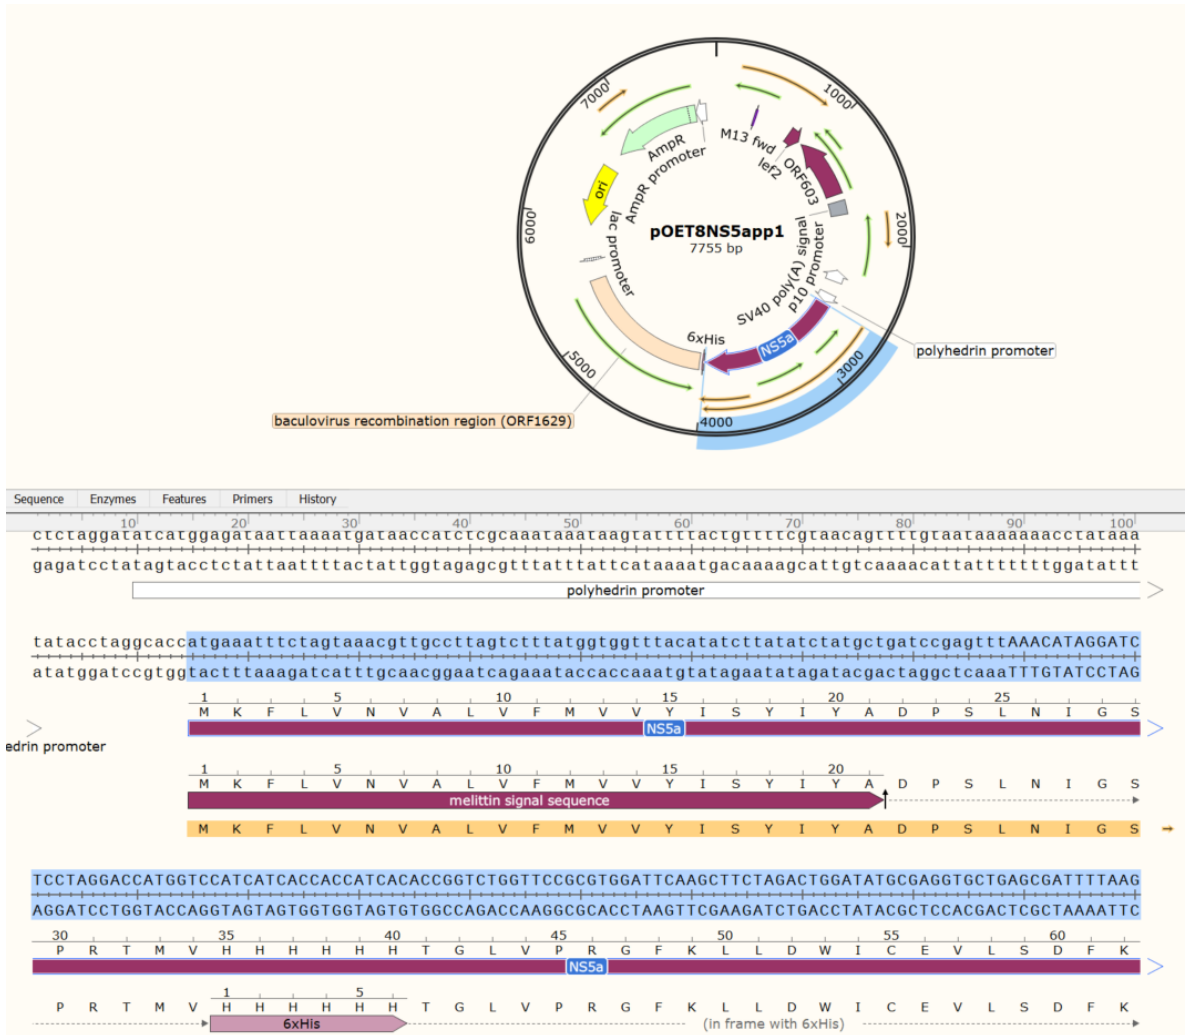 1000
2000
3000
4000
5000
6000
7000
M13 fwd
lef2
ORF603
SV40 poly(A) signal
p10 promoter
polyhedrin promoter
NS5a
6xHis
baculovirus recombination region (ORF1629)
lac promoter
ori
AmpR
AmpR promoter
pOET8NS5app1
7755 bp
Sequence Enzymes Features Primers History
10 20 30 40 50 60 70 80 90 100
ctctaggatatcatggagataattaaaatgataaccatctcgcaaataaataagtattttactgttttcgtaacagttttgtaataaaaaaacctataaa
gagatcctatagtacctctattaattttactattggtagagcgtttatttattcataaaatgacaaaagcattgtcaaaacattatttttttggatattt
polyhedrin promoter
tatacctaggcaccatgaaatttctagtaaacgttgccttagtctttatggtggtttacatatcttatatctatgctgatccgagtttAAACATAGGATC
atatggatccgtggtactttaaagatcatttgcaacggaatcagaaataccaccaaatgtatagaatatagatacgactaggctcaaaTTTGTATCCTAG
1 5 10 15 20 25
M K F L V N V A L V F M V V Y I S Y I Y A D P S L N I G S
NS5a
edrin promoter
1 5 10 15 20
M K F L V N V A L V F M V V Y I S Y I Y A D P S L N I G S
melittin signal sequence
M K F L V N V A L V F M V V Y I S Y I Y A D P S L N I G S
TCCTAGGACCATGGTCCATCATCACCACCATCACACCGGTCTGGTTCCGCGTGGATTCAAGCTTCTAGACTGGATATGCGAGGTGCTGAGCGATTTTAAG
AGGATCCTGGTACCAGGTAGTAGTGGTGGTAGTGTGGCCAGACCAAGGCGCACCTAAGTTCGAAGATCTGACCTATACGCTCCACGACTCGCTAAAATTC
30 35 40 45 50 55 60
P R T M V H H H H H H T G L V P R G F K L L D W I C E V L S D F K
NS5a
1 5
P R T M V H H H H H H T G L V P R G F K L L D W I C E V L S D F K
6xHis (in frame with 6xHis)